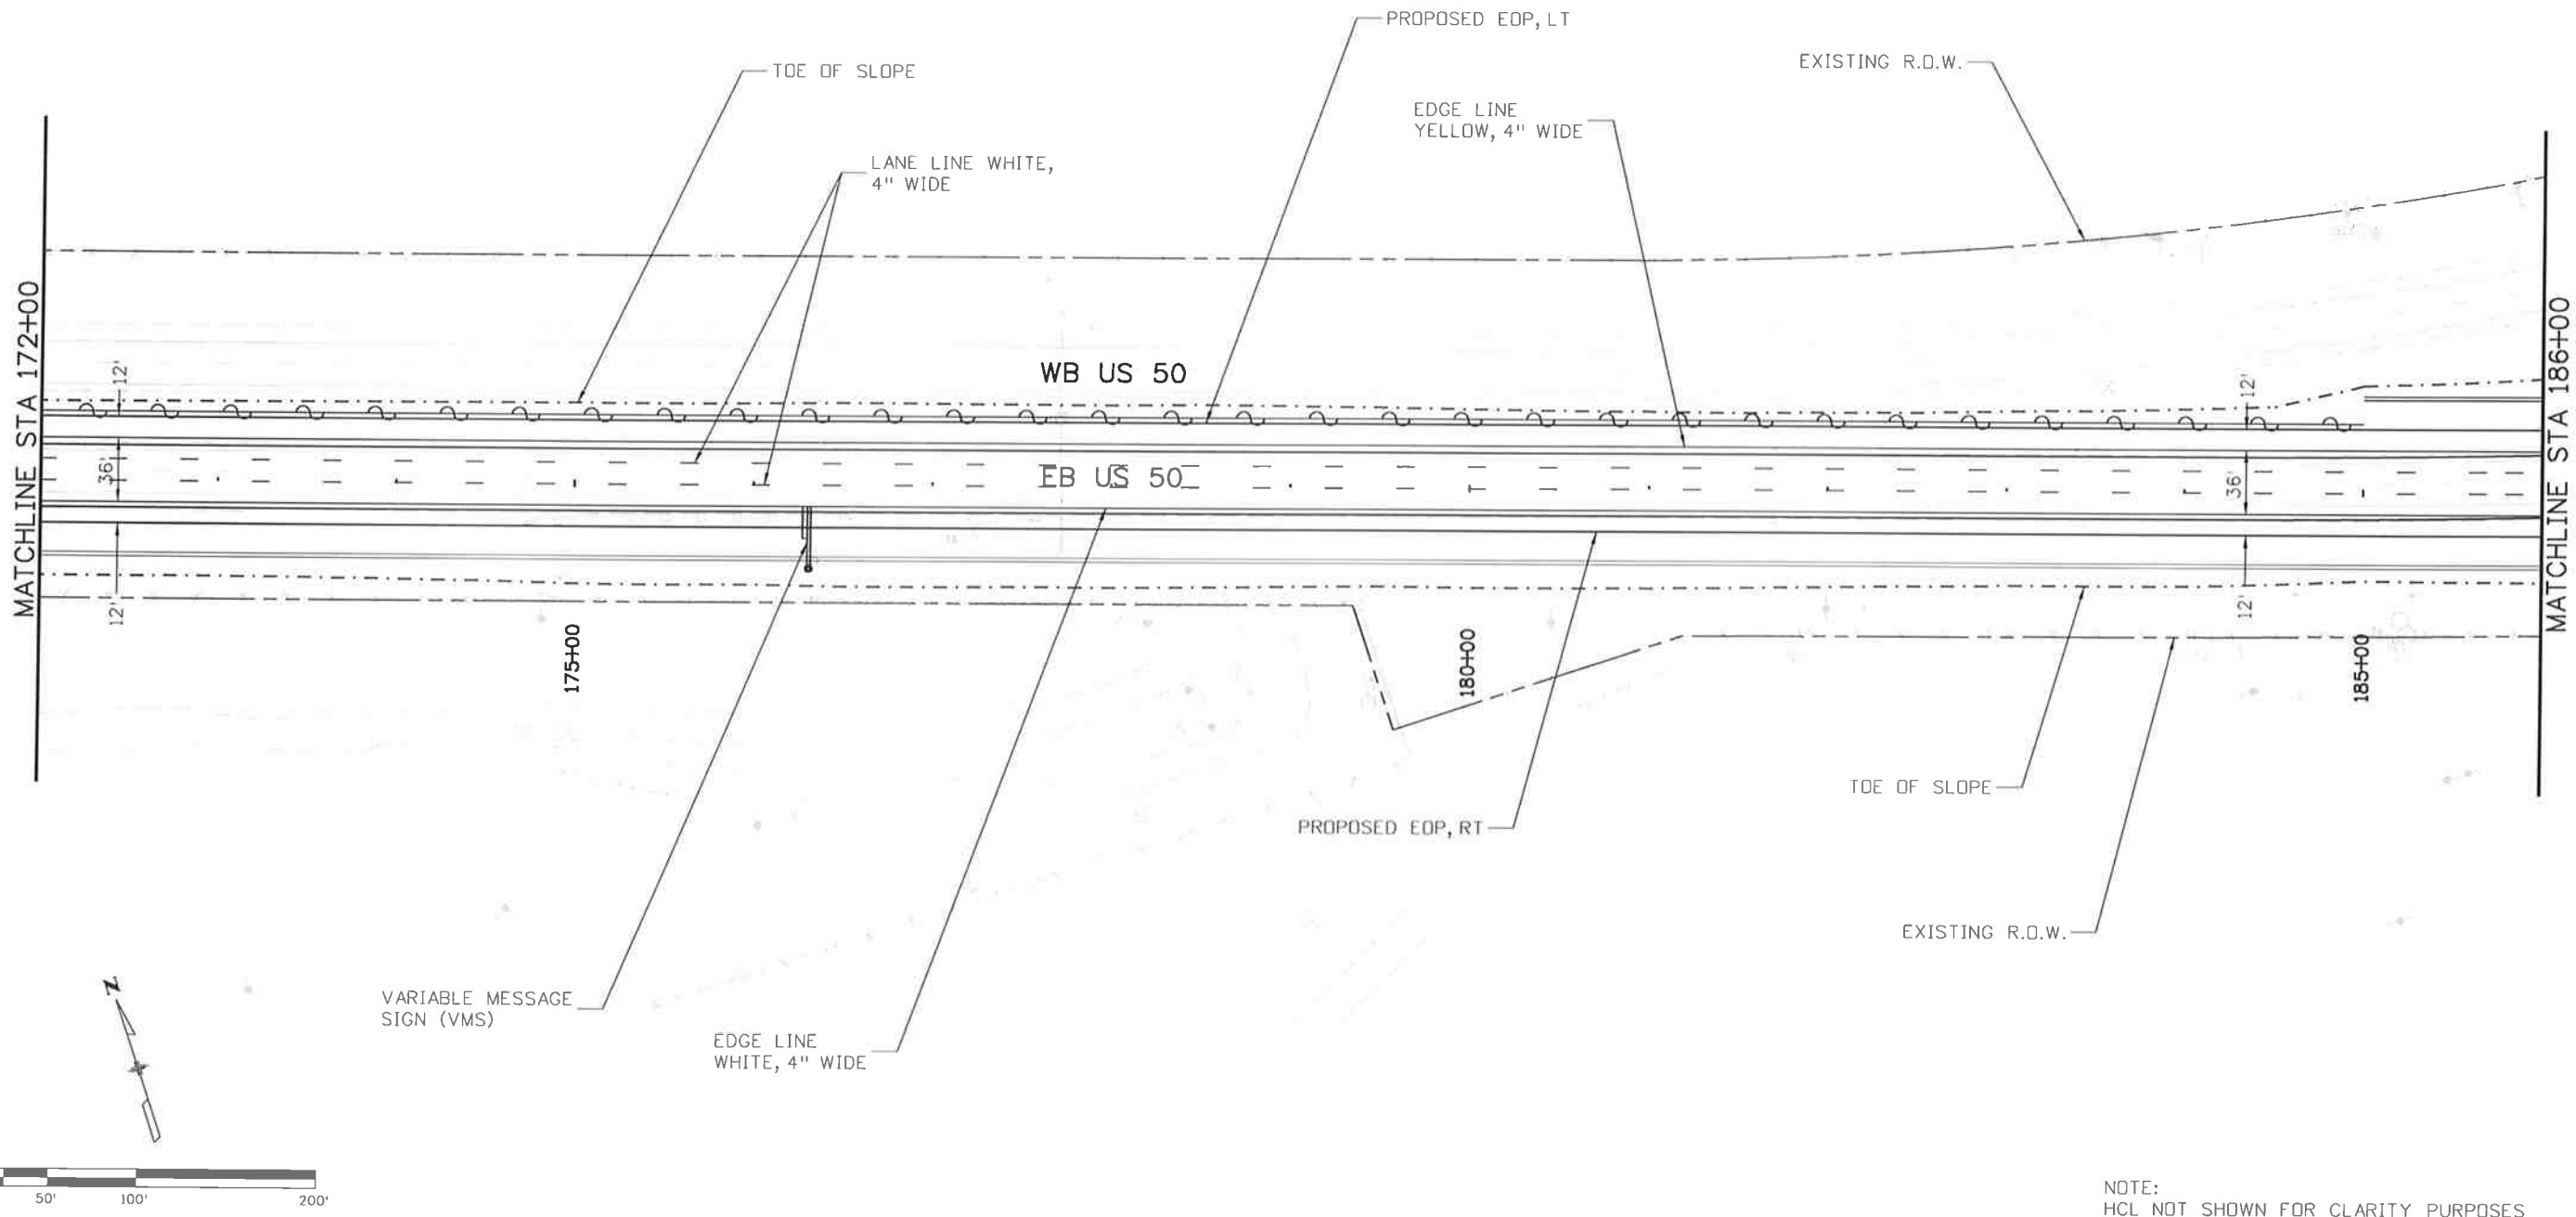 PROPOSED EOP, LT
TOE OF SLOPE
EXISTING R.O.W.
EDGE LINE
YELLOW, 4" WIDE
LANE LINE WHITE,
4" WIDE
MATCHLINE STA 172+00
MATCHLINE STA 186+00
WB US 50
12'
12'
36'
EB US 50
36'
12'
12'
175+00
180+00
185+00
TOE OF SLOPE
PROPOSED EOP, RT
EXISTING R.O.W.
VARIABLE MESSAGE
SIGN (VMS)
EDGE LINE
WHITE, 4" WIDE
N
50'
100'
200'
NOTE:
HCL NOT SHOWN FOR CLARITY PURPOSES